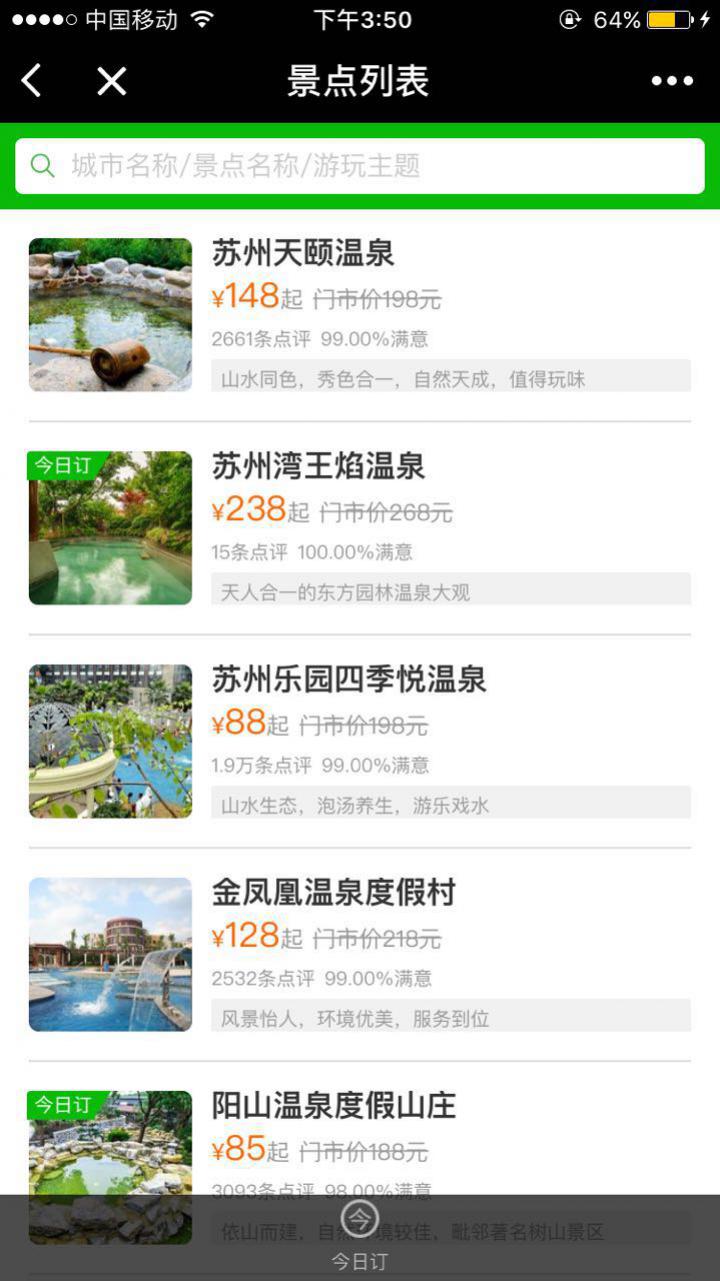 中国移动
下午3:50
64%
景点列表
城市名称/景点名称/游玩主题
苏州天颐温泉
¥148起 门市价198元
2661条点评 99.00%满意
山水同色，秀色合一，自然天成，值得玩味
今日订
苏州湾王焰温泉
¥238起 门市价268元
15条点评 100.00%满意
天人合一的东方园林温泉大观
苏州乐园四季悦温泉
¥88起 门市价198元
1.9万条点评 99.00%满意
山水生态，泡汤养生，游乐戏水
金凤凰温泉度假村
¥128起 门市价218元
2532条点评 99.00%满意
风景怡人，环境优美，服务到位
今日订
阳山温泉度假山庄
¥85起 门市价188元
3093条点评 98.00%满意
依山而建，自然环境较佳，毗邻著名树山景区
今
今日订